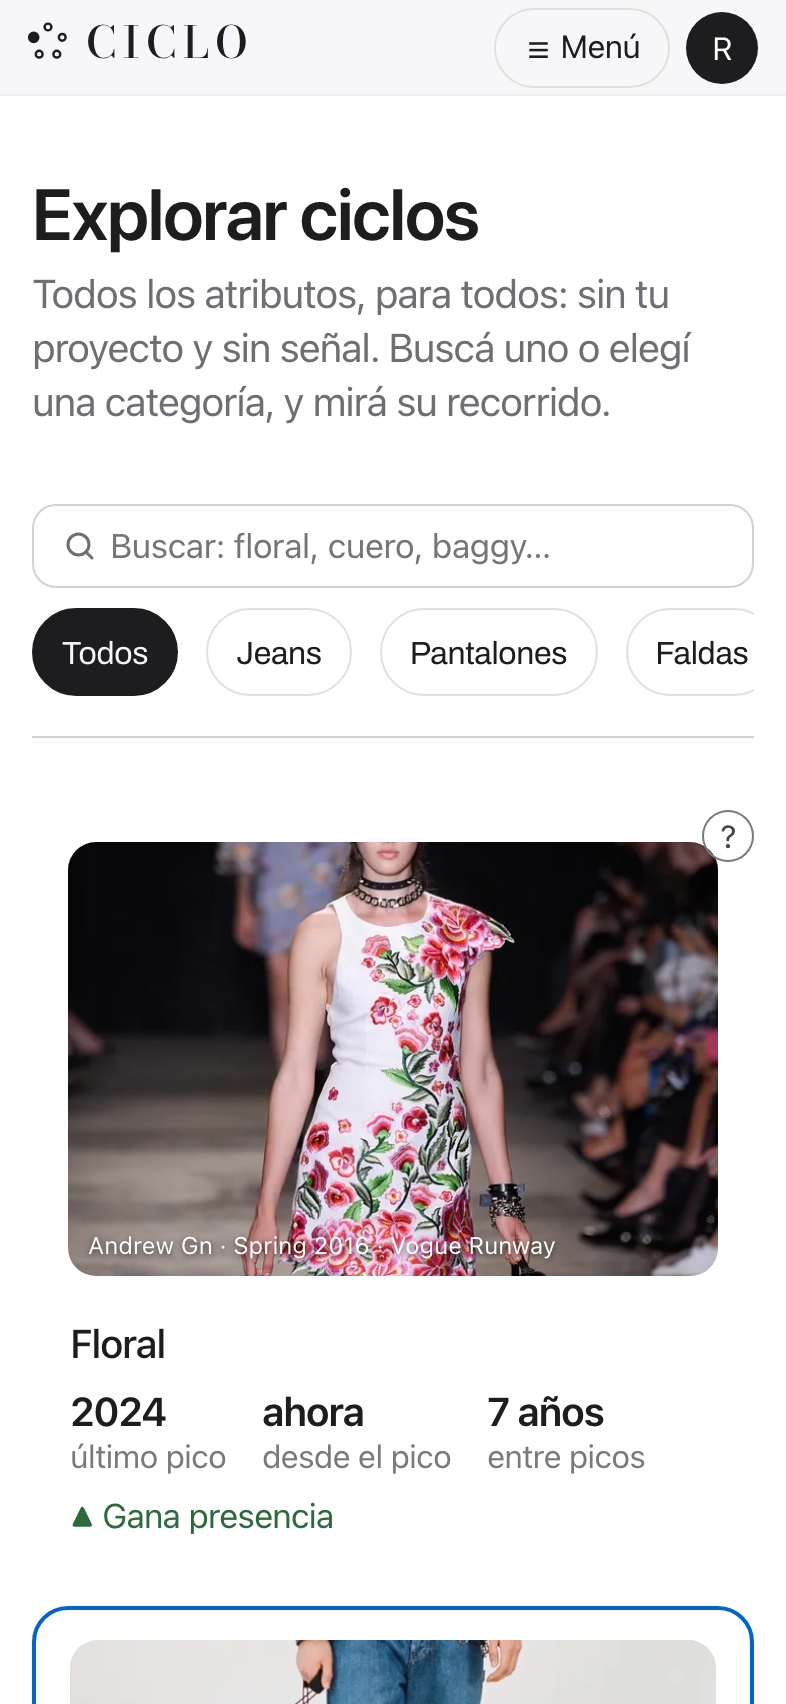 CICLO
≡ Menú
R
Explorar ciclos
Todos los atributos, para todos: sin tu
proyecto y sin señal. Buscá uno o elegí
una categoría, y mirá su recorrido.
Buscar: floral, cuero, baggy...
Todos
Jeans
Pantalones
Faldas
?
Andrew Gn · Spring 2016 · Vogue Runway
Floral
2024 ahora 7 años
último pico desde el pico entre picos
▲ Gana presencia